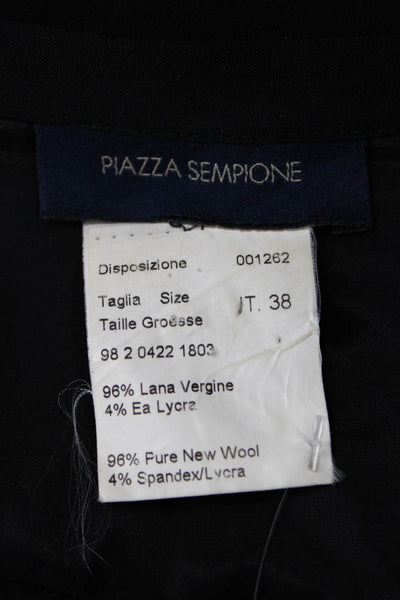 PIAZZA SEMPIONE
Disposizione 001262
Taglia Size IT. 38
Taille Groesse
98 2 0422 1803
96% Lana Vergine
4% Ea Lycra
96% Pure New Wool
4% Spandex/Lycra